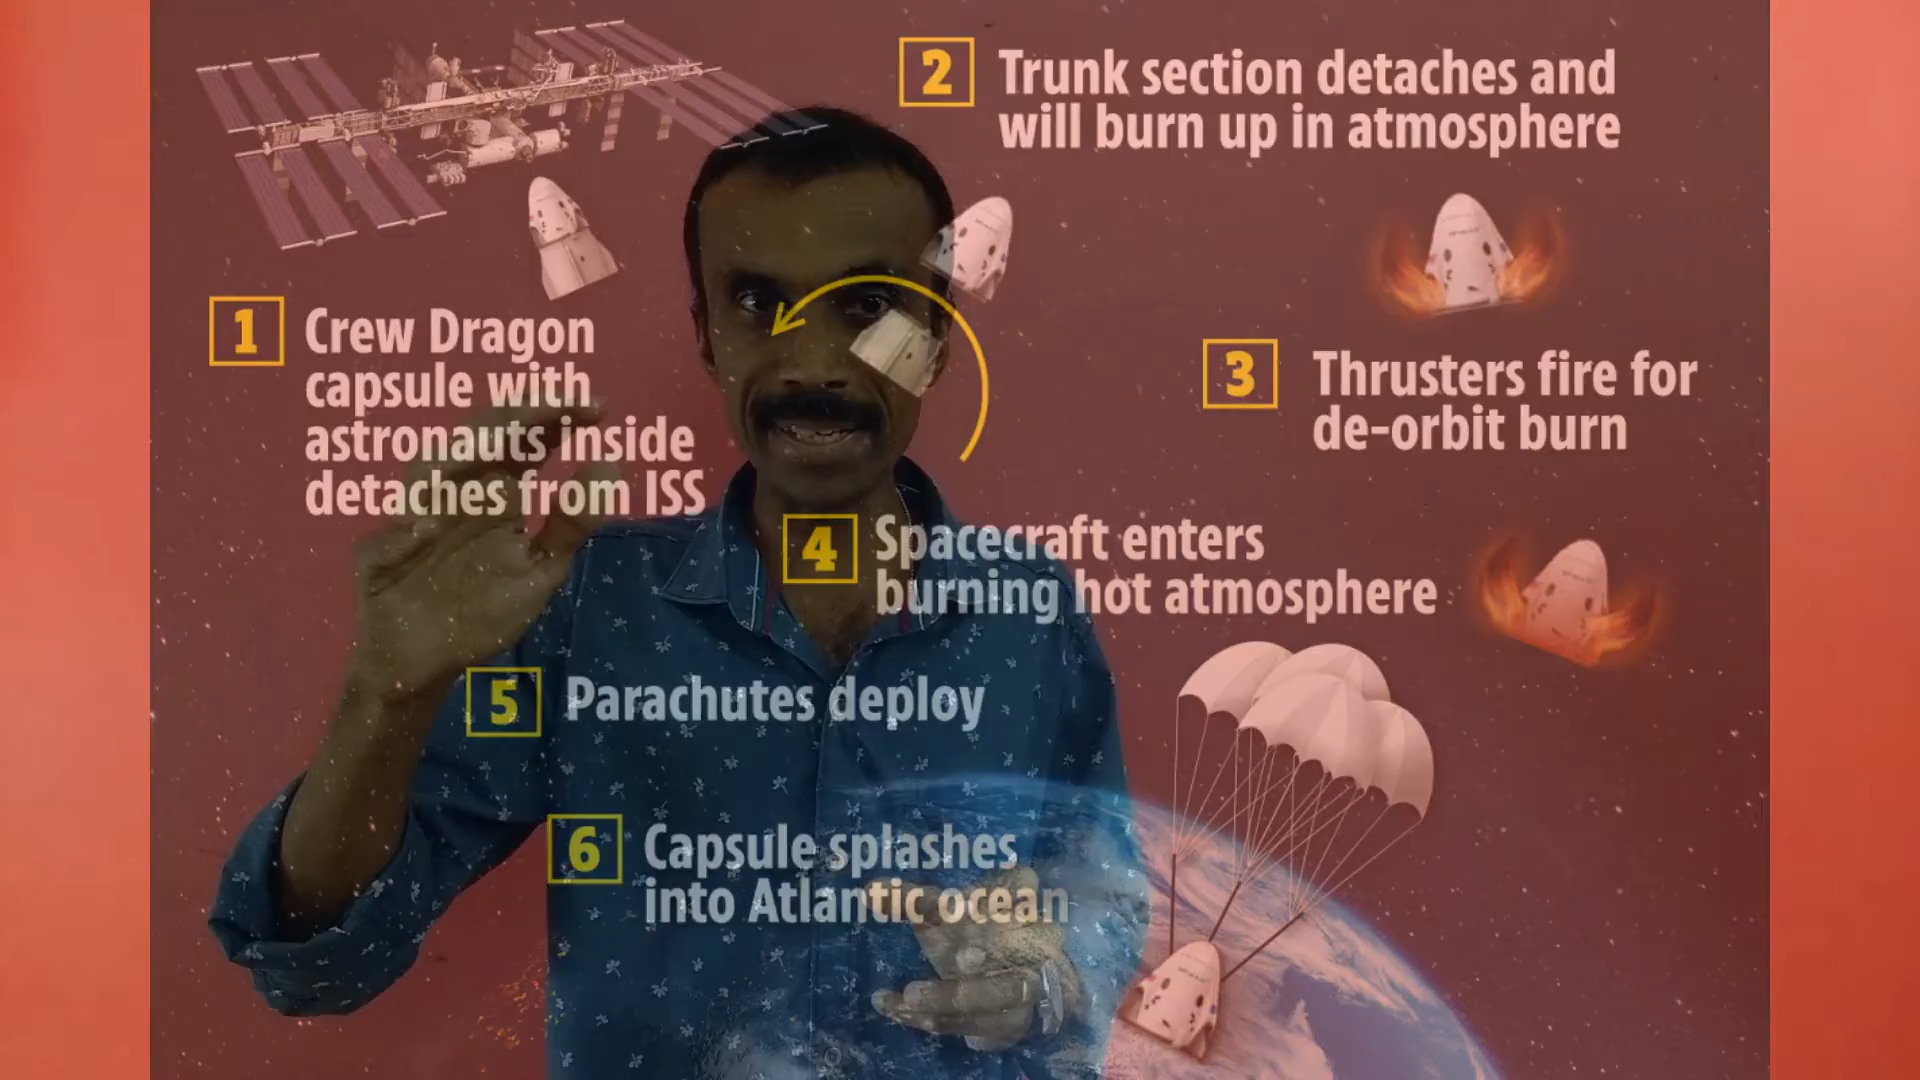 1
Crew Dragon
capsule with
astronauts inside
detaches from ISS
2
Trunk section detaches and
will burn up in atmosphere
3
Thrusters fire for
de-orbit burn
4
Spacecraft enters
burning hot atmosphere
5
Parachutes deploy
6
Capsule splashes
into Atlantic ocean